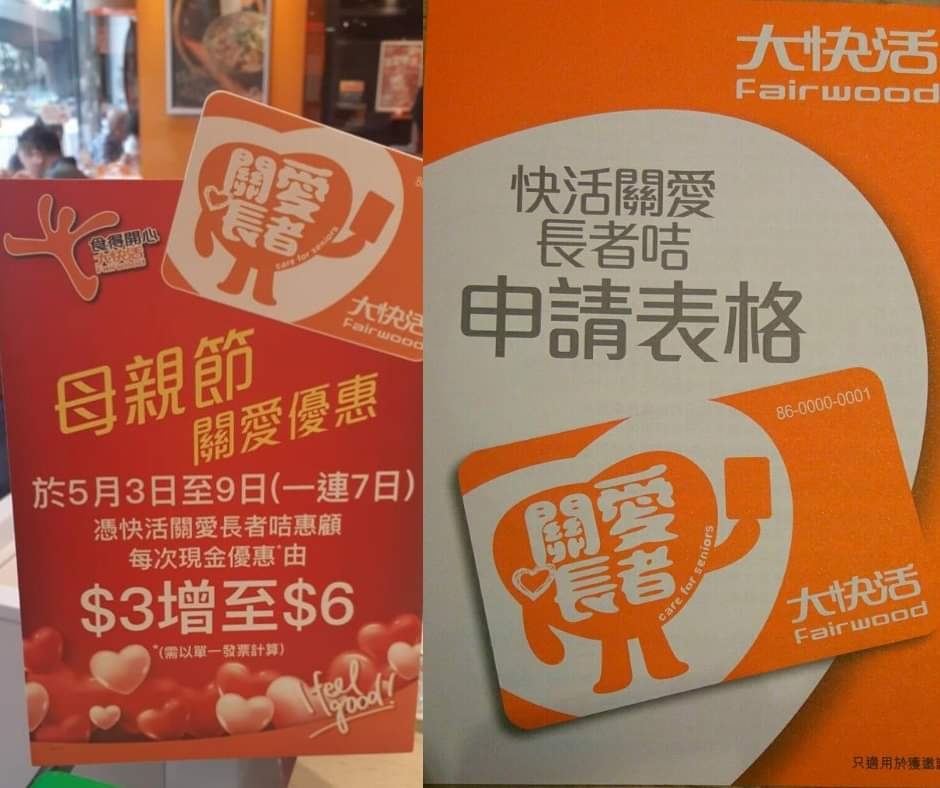 關愛
長者
care for seniors
大快活
Fairwood
食得開心
大快活
母親節
關愛優惠
於5月3日至9日(一連7日)
憑快活關愛長者咭惠顧
每次現金優惠*由
$3增至$6
*(需以單一發票計算)
feel
good!
大快活
Fairwood
快活關愛
長者咭
申請表格
86-0000-0001
關愛
長者
care for seniors
大快活
Fairwood
只適用於獲邀